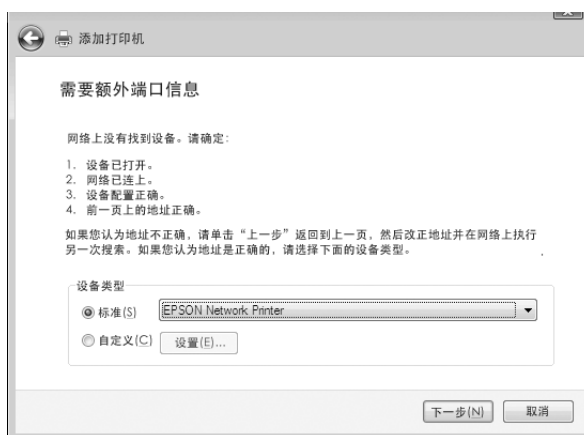 添加打印机
需要额外端口信息
网络上没有找到设备。请确定:
1. 设备已打开。
2. 网络已连上。
3. 设备配置正确。
4. 前一页上的地址正确。
如果您认为地址不正确，请单击“上一步”返回到上一页，然后改正地址并在网络上执行
另一次搜索。如果您认为地址是正确的，请选择下面的设备类型。
设备类型
标准(S)
EPSON Network Printer
自定义(C)
设置(E)...
下一步(N)
取消